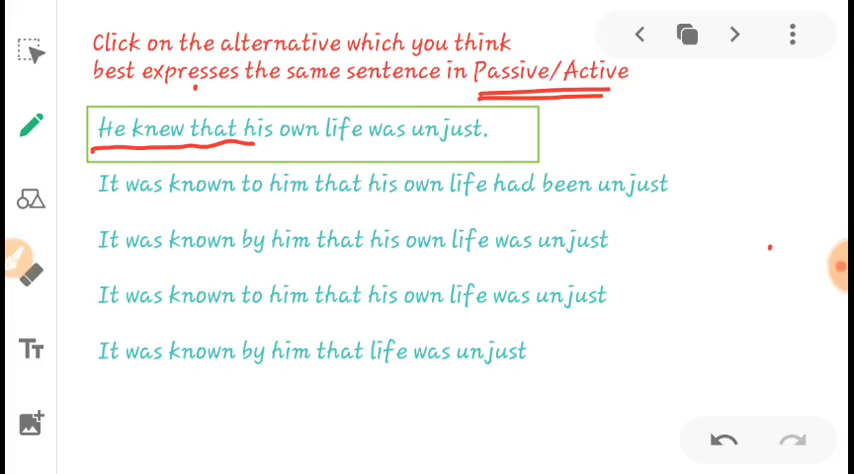 Click on the alternative which you think
best expresses the same sentence in Passive/Active
He knew that his own life was unjust.
It was known to him that his own life had been unjust
It was known by him that his own life was unjust
It was known to him that his own life was unjust
It was known by him that life was unjust
TT